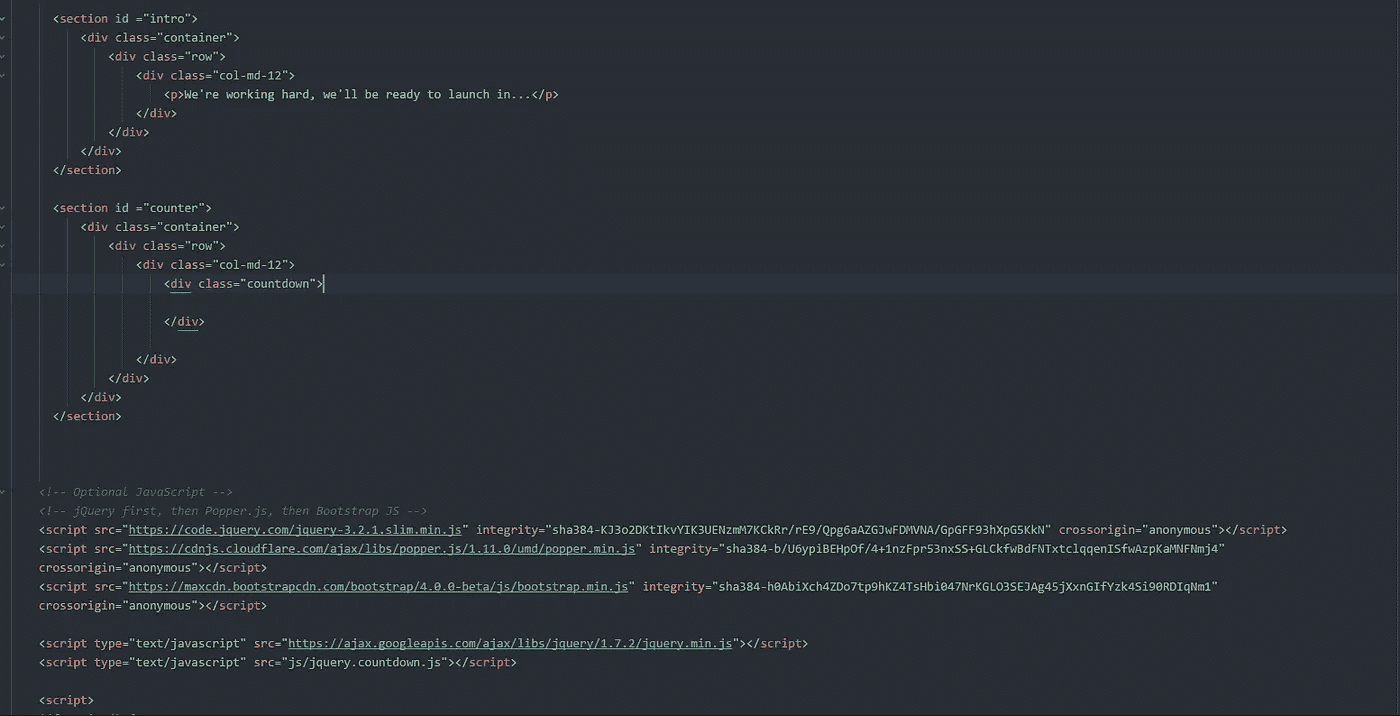 <section id ="intro">
<div class="container">
<div class="row">
<div class="col-md-12">
<p>We're working hard, we'll be ready to launch in...</p>
</div>
</div>
</div>
</section>
<section id ="counter">
<div class="container">
<div class="row">
<div class="col-md-12">
<div class="countdown">
</div>
</div>
</div>
</div>
</section>
<!-- Optional JavaScript -->
<!-- jQuery first, then Popper.js, then Bootstrap JS -->
<script src="https://code.jquery.com/jquery-3.2.1.slim.min.js" integrity="sha384-KJ3o2DKtIkvYIK3UENzmM7KCkRr/rE9/Qpg6aAZGJwFDMVNA/GpGFF93hXpG5KkN" crossorigin="anonymous"></script>
<script src="https://cdnjs.cloudflare.com/ajax/libs/popper.js/1.11.0/umd/popper.min.js" integrity="sha384-b/U6ypiBEHpOf/4+1nzFpr53nxSS+GLCkfwBdFNTxtclqqenISfwAzpKaMNFNmj4"
crossorigin="anonymous"></script>
<script src="https://maxcdn.bootstrapcdn.com/bootstrap/4.0.0-beta/js/bootstrap.min.js" integrity="sha384-h0AbiXch4ZDo7tp9hKZ4TsHbi047NrKGLO3SEJAg45jXxnGIfYzk4Si90RDIqNm1"
crossorigin="anonymous"></script>
<script type="text/javascript" src="https://ajax.googleapis.com/ajax/libs/jquery/1.7.2/jquery.min.js"></script>
<script type="text/javascript" src="js/jquery.countdown.js"></script>
<script>